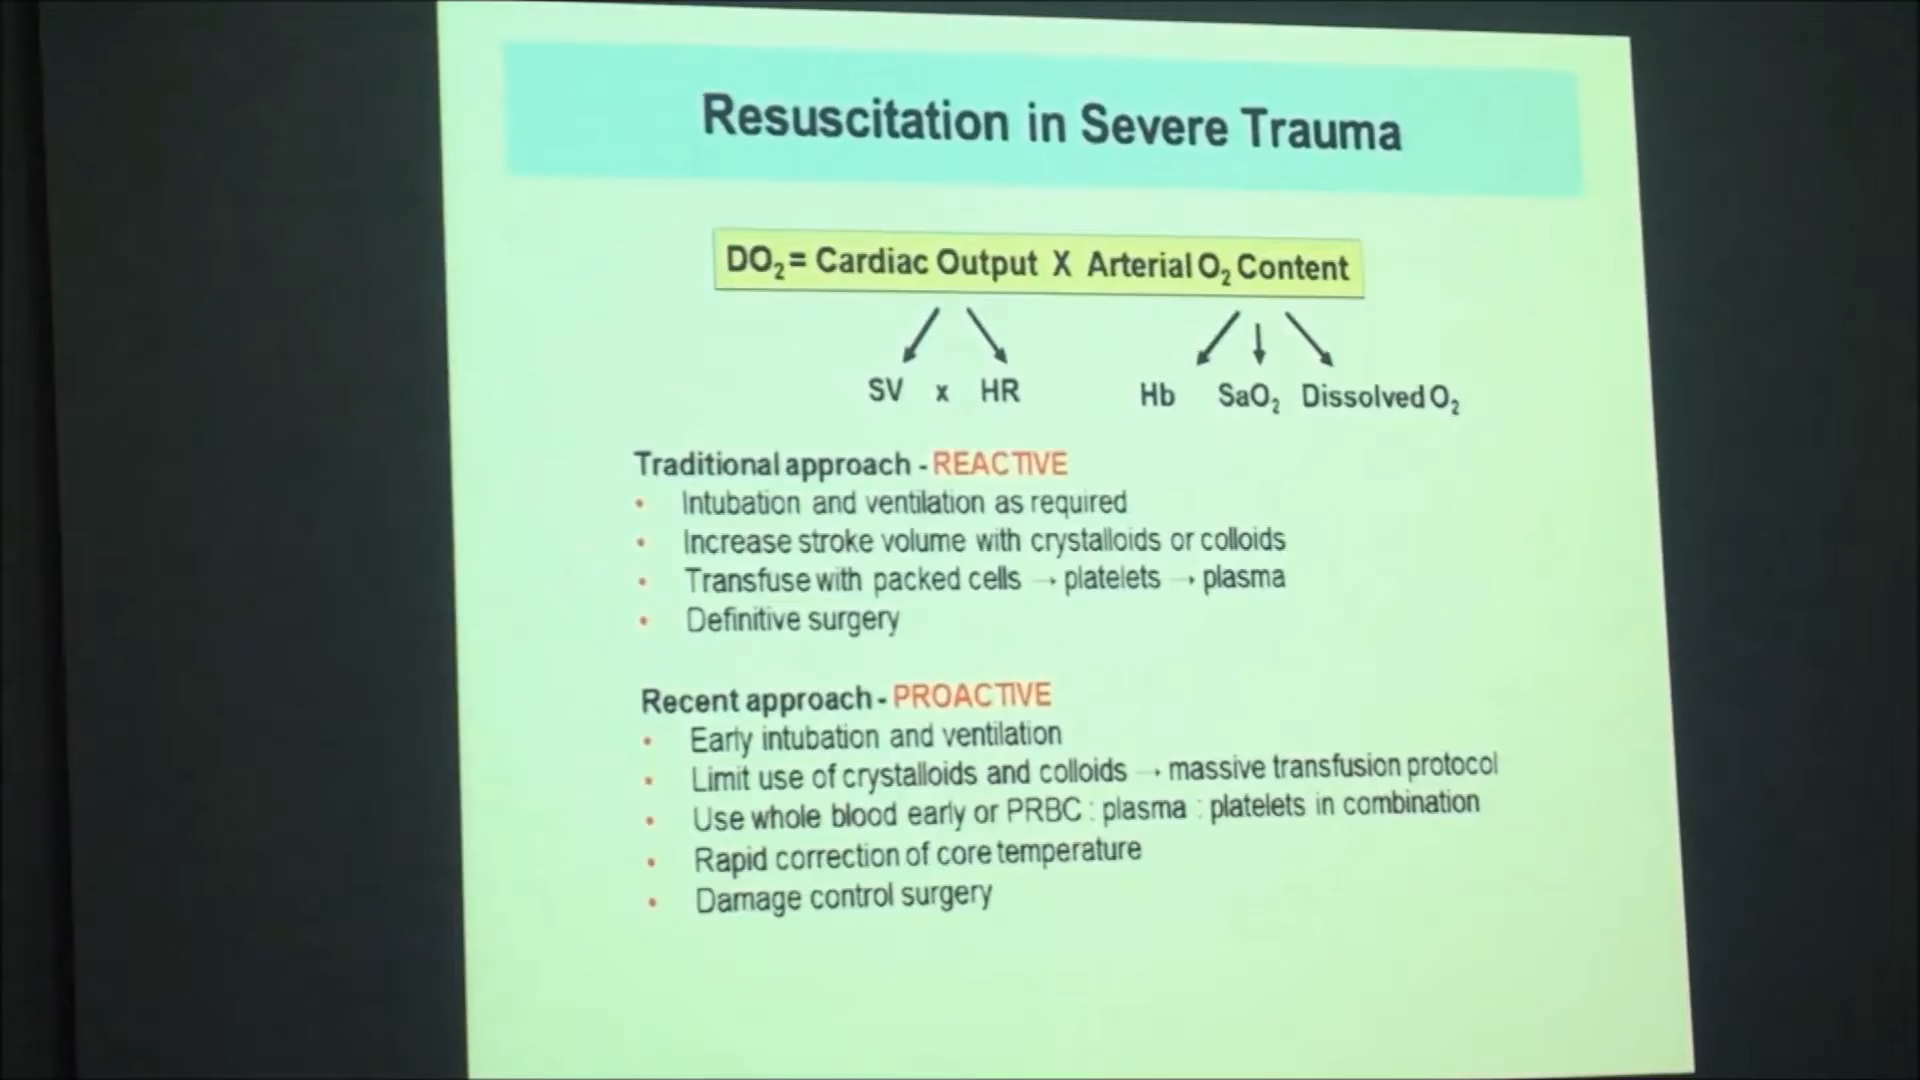 Resuscitation in Severe Trauma
DO₂ = Cardiac Output X Arterial O₂ Content
SV x HR Hb SaO₂ Dissolved O₂
Traditional approach - REACTIVE
• Intubation and ventilation as required
• Increase stroke volume with crystalloids or colloids
• Transfuse with packed cells → platelets → plasma
• Definitive surgery
Recent approach - PROACTIVE
• Early intubation and ventilation
• Limit use of crystalloids and colloids → massive transfusion protocol
• Use whole blood early or PRBC : plasma : platelets in combination
• Rapid correction of core temperature
• Damage control surgery